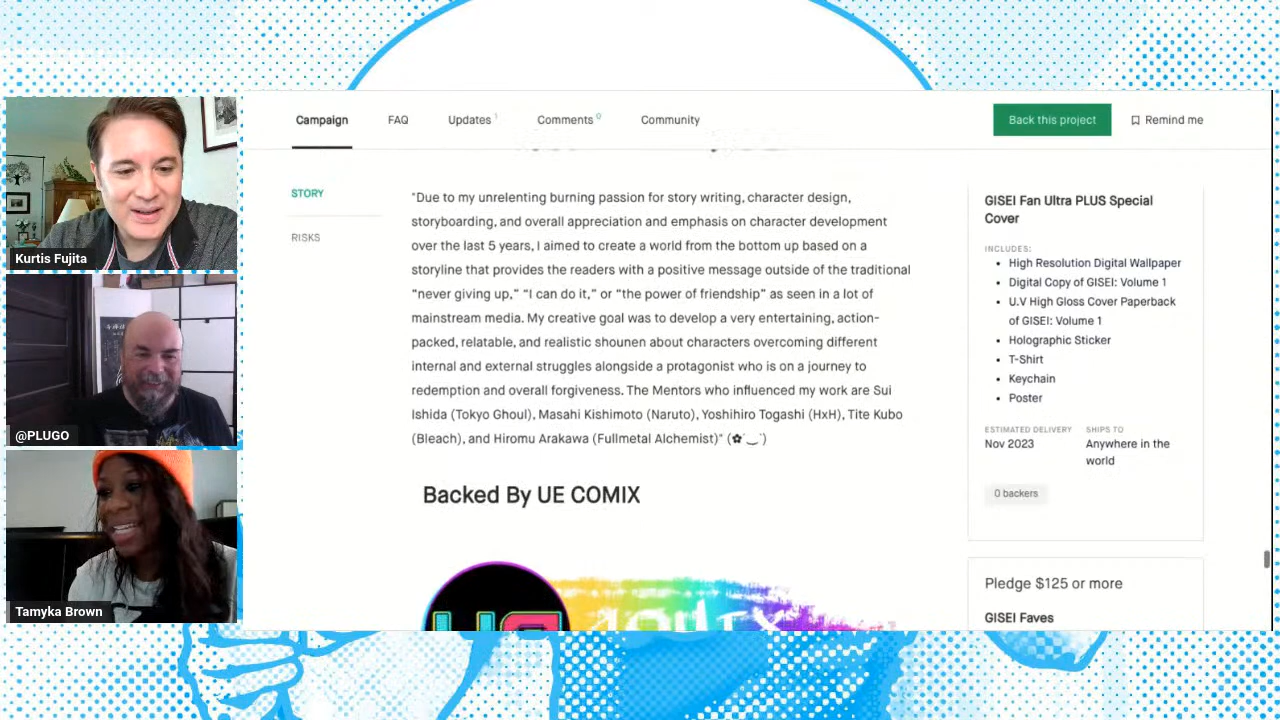 Campaign
FAQ
Updates 1
Comments 0
Community
Back this project
Remind me
STORY
RISKS
"Due to my unrelenting burning passion for story writing, character design,
storyboarding, and overall appreciation and emphasis on character development
over the last 5 years, I aimed to create a world from the bottom up based on a
storyline that provides the readers with a positive message outside of the traditional
“never giving up,” “I can do it,” or “the power of friendship” as seen in a lot of
mainstream media. My creative goal was to develop a very entertaining, action-
packed, relatable, and realistic shounen about characters overcoming different
internal and external struggles alongside a protagonist who is on a journey to
redemption and overall forgiveness. The Mentors who influenced my work are Sui
Ishida (Tokyo Ghoul), Masahi Kishimoto (Naruto), Yoshihiro Togashi (HxH), Tite Kubo
(Bleach), and Hiromu Arakawa (Fullmetal Alchemist)" (✿˘‿˘)
Backed By UE COMIX
GISEI Fan Ultra PLUS Special
Cover
INCLUDES:
High Resolution Digital Wallpaper
Digital Copy of GISEI: Volume 1
U.V High Gloss Cover Paperback
of GISEI: Volume 1
Holographic Sticker
T-Shirt
Keychain
Poster
ESTIMATED DELIVERY
Nov 2023
SHIPS TO
Anywhere in the
world
0 backers
Pledge $125 or more
GISEI Faves
Kurtis Fujita
@PLUGO
Tamyka Brown